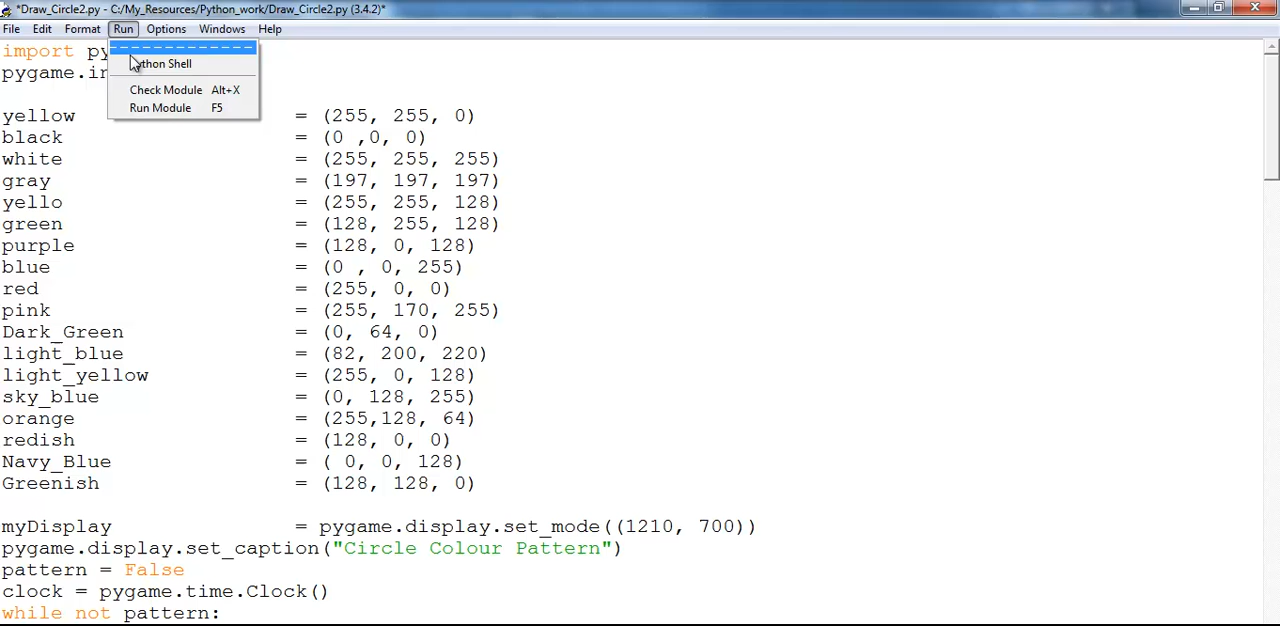 *Draw_Circle2.py - C:/My_Resources/Python_work/Draw_Circle2.py (3.4.2)*
File Edit Format Run Options Windows Help
import py
thon Shell
pygame.in
Check Module Alt+X
Run Module F5
yellow = (255, 255, 0)
black = (0 ,0, 0)
white = (255, 255, 255)
gray = (197, 197, 197)
yello = (255, 255, 128)
green = (128, 255, 128)
purple = (128, 0, 128)
blue = (0 , 0, 255)
red = (255, 0, 0)
pink = (255, 170, 255)
Dark_Green = (0, 64, 0)
light_blue = (82, 200, 220)
light_yellow = (255, 0, 128)
sky_blue = (0, 128, 255)
orange = (255,128, 64)
redish = (128, 0, 0)
Navy_Blue = ( 0, 0, 128)
Greenish = (128, 128, 0)
myDisplay = pygame.display.set_mode((1210, 700))
pygame.display.set_caption("Circle Colour Pattern")
pattern = False
clock = pygame.time.Clock()
while not pattern: